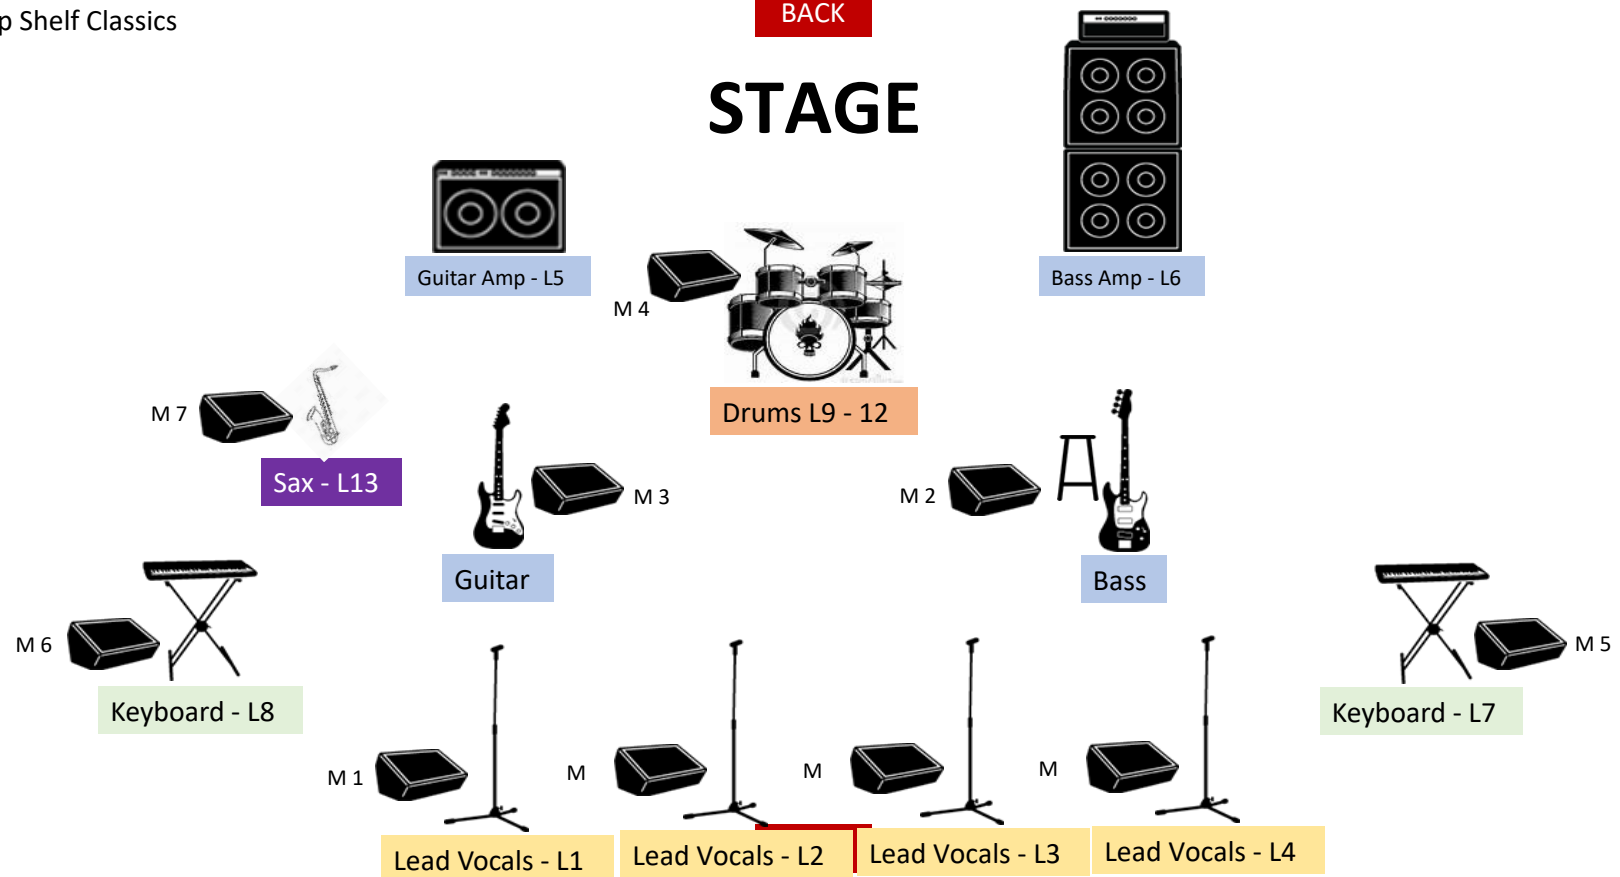 p Shelf Classics
BACK
STAGE
Guitar Amp - L5
Bass Amp - L6
M 4
Drums L9 - 12
M 7
Sax - L13
M 3
M 2
Guitar
Bass
M 6
M 5
Keyboard - L8
Keyboard - L7
M 1
M
M
M
Lead Vocals - L1
Lead Vocals - L2
Lead Vocals - L3
Lead Vocals - L4